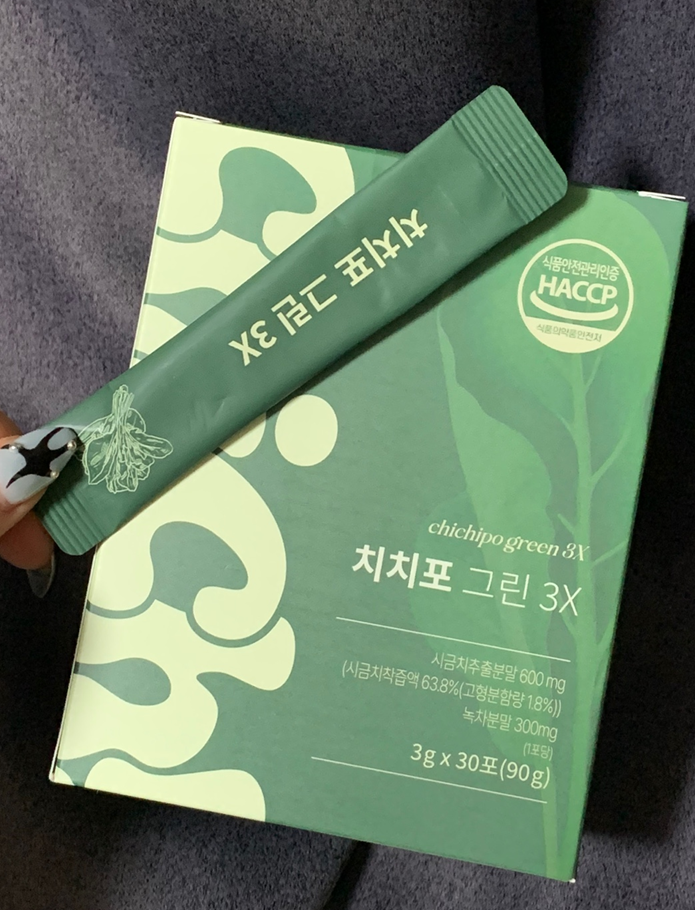 치치포 그린 3X
식품안전관리인증
HACCP
식품의약품안전처
chichipo green 3X
치치포 그린 3X
시금치추출분말 600 mg
(시금치착즙액 63.8%(고형분함량 1.8%))
녹차분말 300mg
(1포당)
3g x 30포(90g)